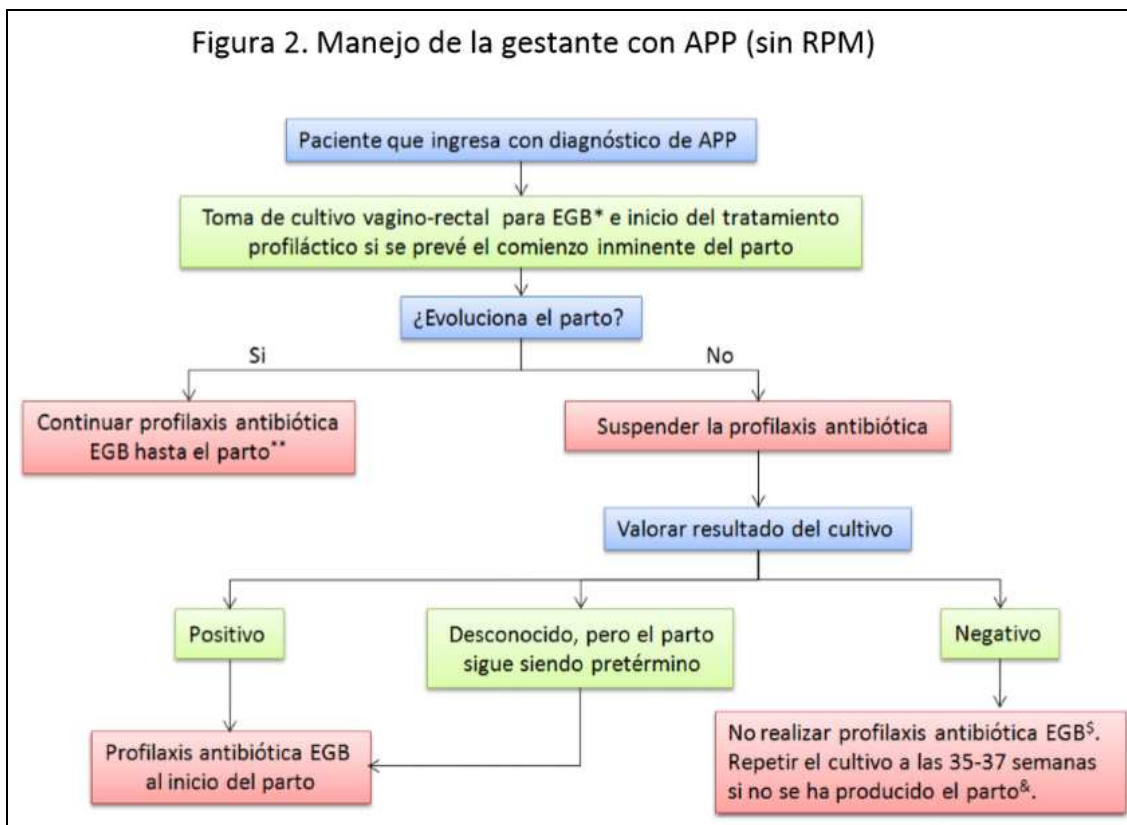 Figura 2. Manejo de la gestante con APP (sin RPM)
Paciente que ingresa con diagnóstico de APP
Toma de cultivo vagino-rectal para EGB* e inicio del tratamiento
profiláctico si se prevé el comienzo inminente del parto
¿Evoluciona el parto?
Si
No
Continuar profilaxis antibiótica
EGB hasta el parto**
Suspender la profilaxis antibiótica
Valorar resultado del cultivo
Positivo
Desconocido, pero el parto
sigue siendo pretérmino
Negativo
Profilaxis antibiótica EGB
al inicio del parto
No realizar profilaxis antibiótica EGB$.
Repetir el cultivo a las 35-37 semanas
si no se ha producido el parto&.